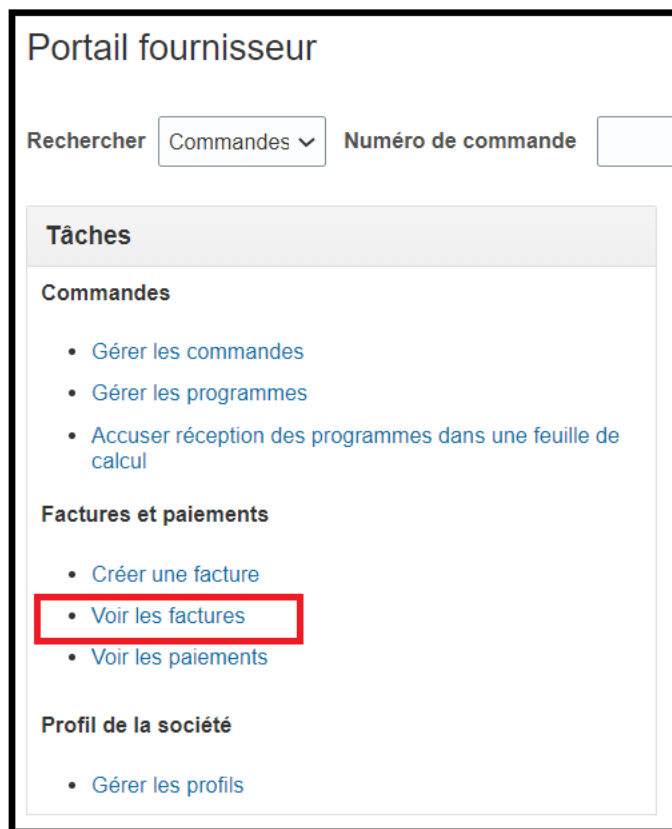 Portail fournisseur
Rechercher Commandes Numéro de commande
Tâches
Commandes
Gérer les commandes
Gérer les programmes
Accuser réception des programmes dans une feuille de
calcul
Factures et paiements
Créer une facture
Voir les factures
Voir les paiements
Profil de la société
Gérer les profils